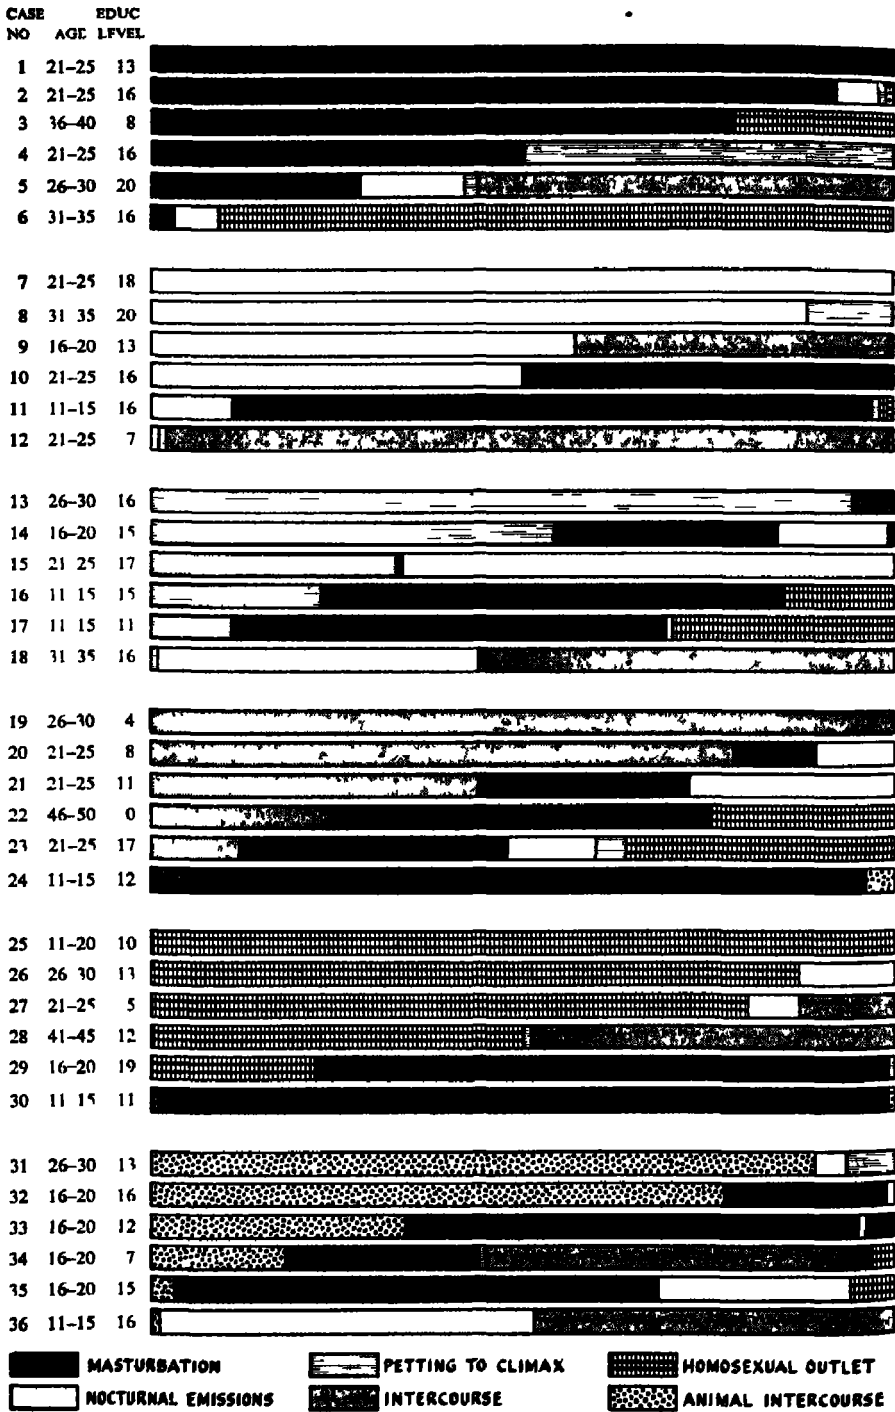 CASE NO AGE EDUC LEVEL
1 21-25 13
2 21-25 16
3 36-40 8
4 21-25 16
5 26-30 20
6 31-35 16
7 21-25 18
8 31 35 20
9 16-20 13
10 21-25 16
11 11-15 16
12 21-25 7
13 26-30 16
14 16-20 15
15 21 25 17
16 11 15 15
17 11 15 11
18 31 35 16
19 26-30 4
20 21-25 8
21 21-25 11
22 46-50 0
23 21-25 17
24 11-15 12
25 11-20 10
26 26 30 13
27 21-25 5
28 41-45 12
29 16-20 19
30 11 15 11
31 26-30 13
32 16-20 16
33 16-20 12
34 16-20 7
35 16-20 15
36 11-15 16
MASTURBATION PETTING TO CLIMAX HOMOSEXUAL OUTLET
NOCTURNAL EMISSIONS INTERCOURSE ANIMAL INTERCOURSE